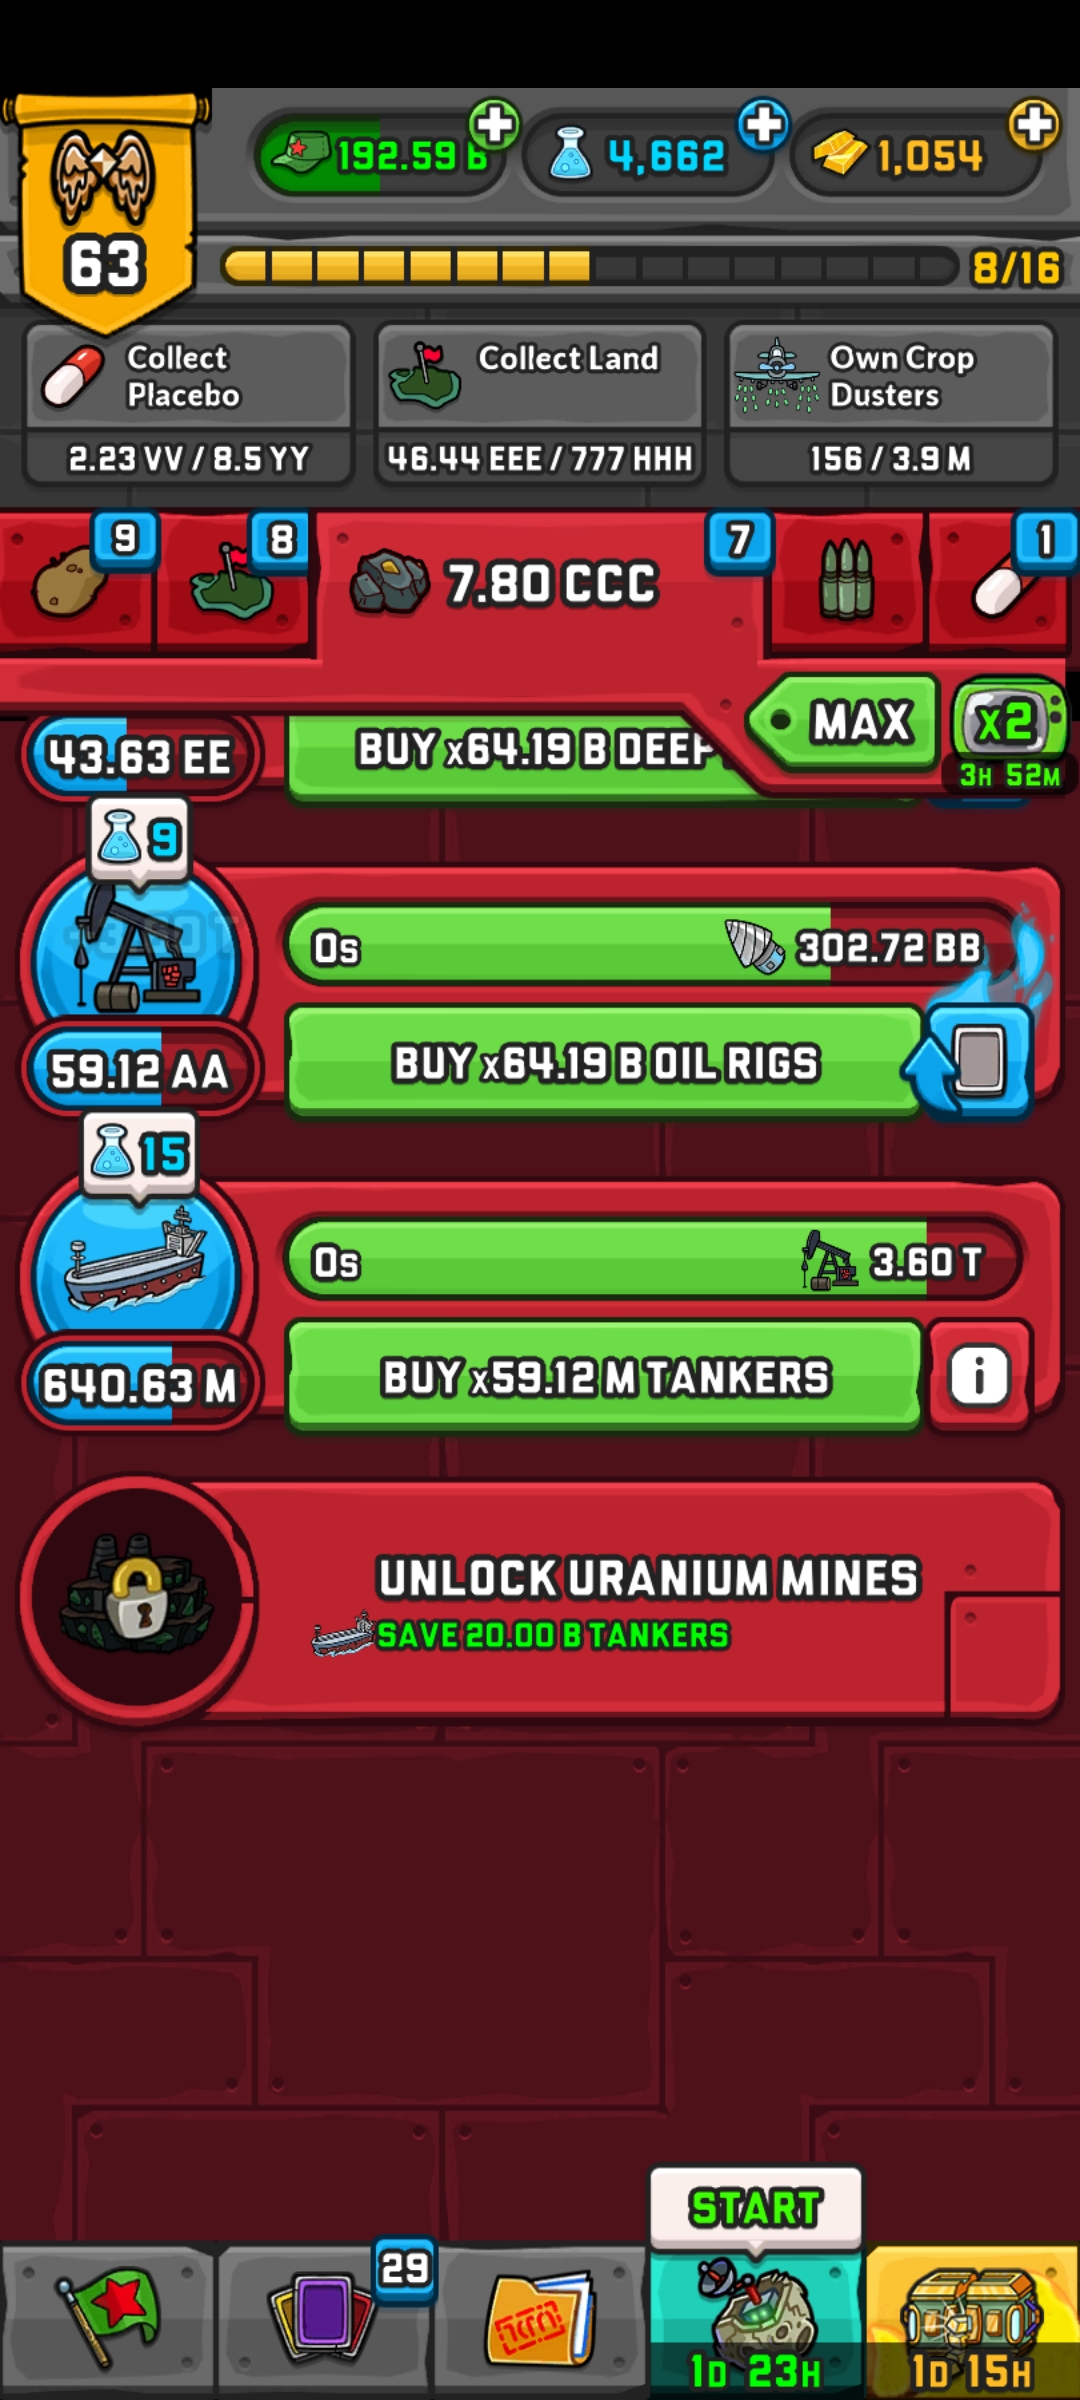 192.59 B
4,662
1,054
63
8/16
Collect
Placebo
2.23 VV / 8.5 YY
Collect Land
46.44 EEE / 777 HHH
Own Crop
Dusters
156 / 3.9 M
9
8
7.80 CCC
7
1
MAX
x2
3H 52M
43.63 EE
BUY x64.19 B DEEP
9
0s
302.72 BB
59.12 AA
BUY x64.19 B OIL RIGS
15
0s
3.60 T
640.63 M
BUY x59.12 M TANKERS
i
UNLOCK URANIUM MINES
SAVE 20.00 B TANKERS
START
29
1D 23H
1D 15H